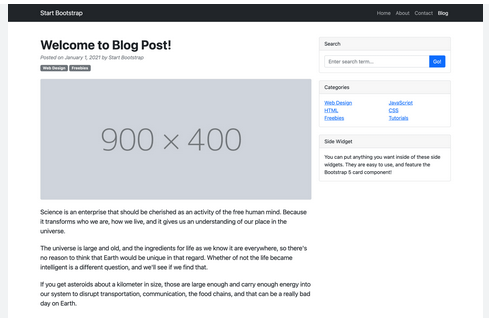 Start Bootstrap
Home About Contact Blog
Welcome to Blog Post!
Posted on January 1, 2021 by Start Bootstrap
Web Design Freebies
900 × 400
Science is an enterprise that should be cherished as an activity of the free human mind. Because
it transforms who we are, how we live, and it gives us an understanding of our place in the
universe.
The universe is large and old, and the ingredients for life as we know it are everywhere, so there's
no reason to think that Earth would be unique in that regard. Whether of not the life became
intelligent is a different question, and we'll see if we find that.
If you get asteroids about a kilometer in size, those are large enough and carry enough energy into
our system to disrupt transportation, communication, the food chains, and that can be a really bad
day on Earth.
Search
Enter search term...
Go!
Categories
Web Design JavaScript
HTML CSS
Freebies Tutorials
Side Widget
You can put anything you want inside of these side
widgets. They are easy to use, and feature the
Bootstrap 5 card component!